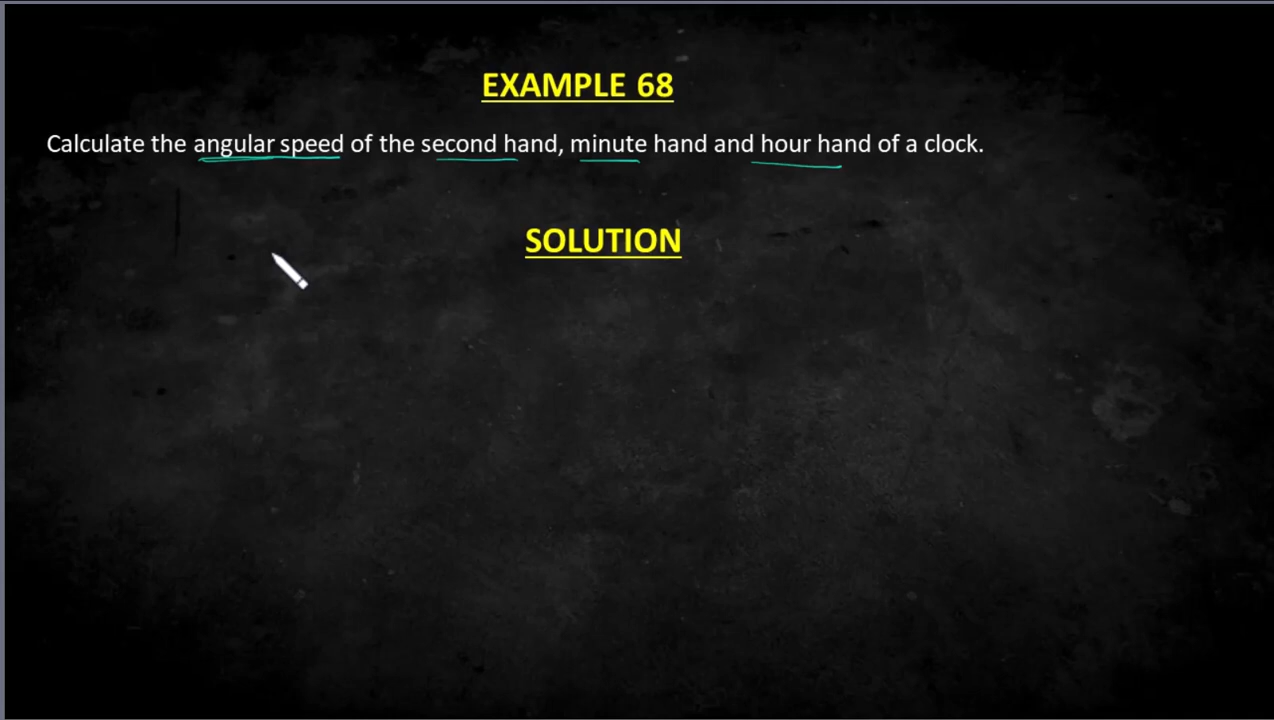 EXAMPLE 68
Calculate the angular speed of the second hand, minute hand and hour hand of a clock.
SOLUTION